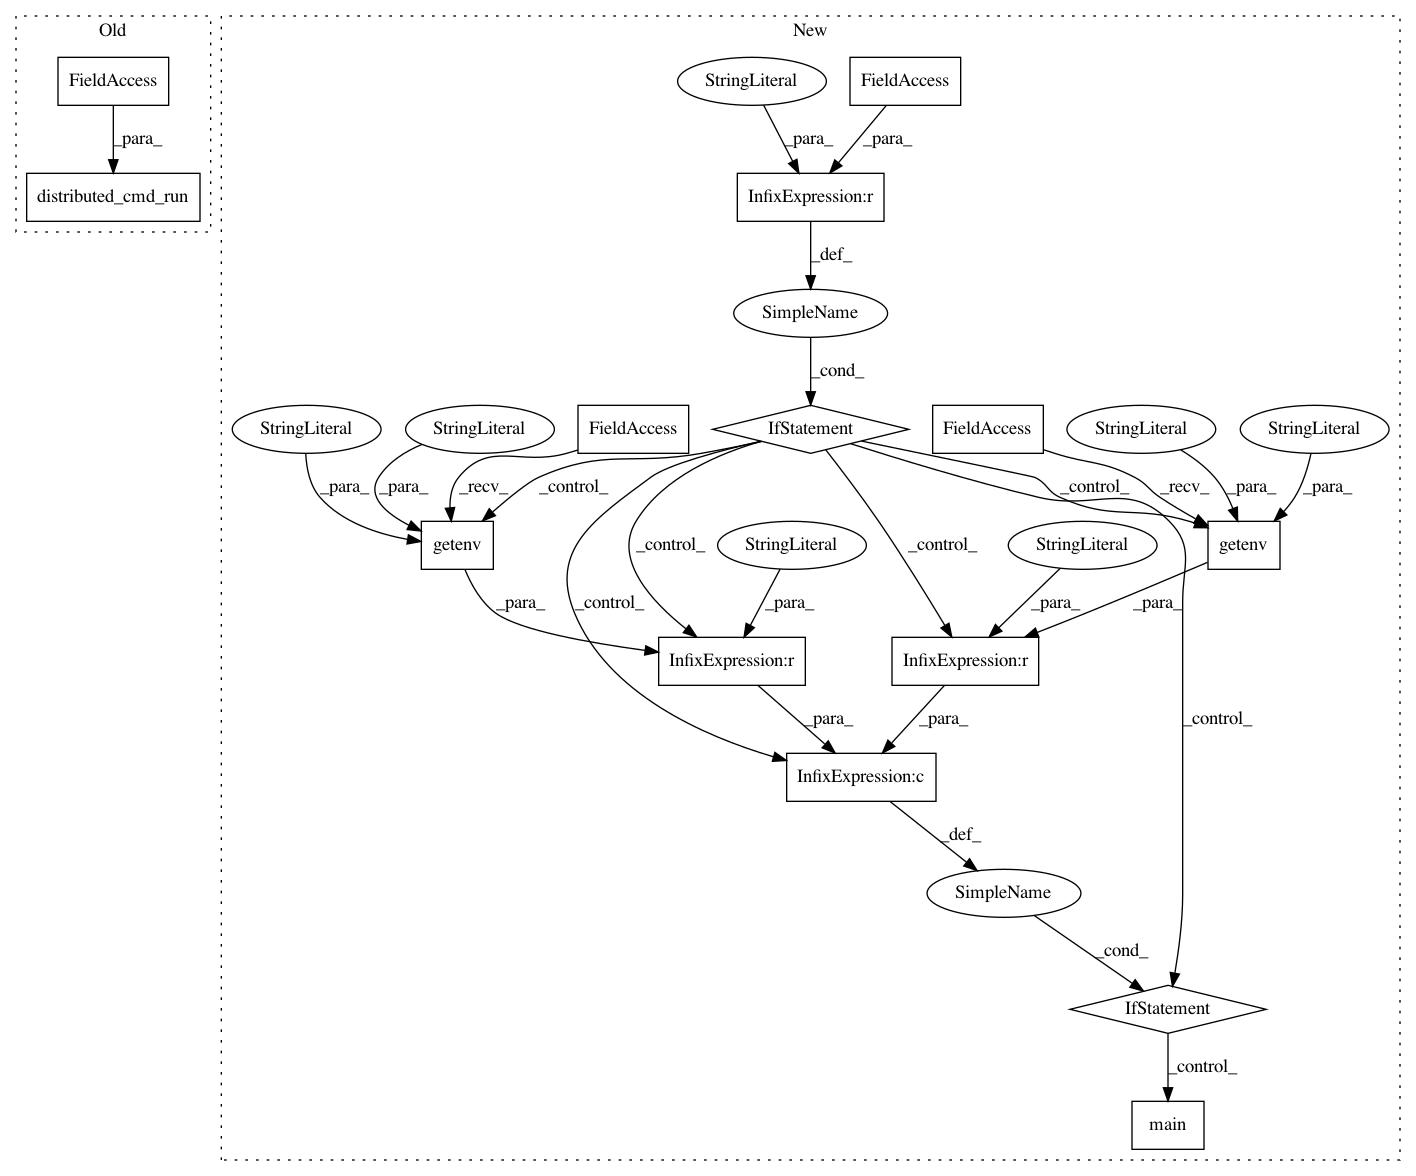 Old
New
FieldAccess
StringLiteral
FieldAccess
_para_
_para_
_para_
distributed_cmd_run
InfixExpression:r
_def_
SimpleName
_cond_
StringLiteral
StringLiteral
FieldAccess
IfStatement
FieldAccess
StringLiteral
StringLiteral
_para_
_para_
_recv_
_control_
_control_
_recv_
_para_
_para_
getenv
_control_
StringLiteral
_control_
StringLiteral
getenv
_para_
_control_
_para_
_para_
_para_
InfixExpression:r
InfixExpression:r
_para_
_para_
_control_
InfixExpression:c
_def_
SimpleName
_cond_
IfStatement
_control_
main